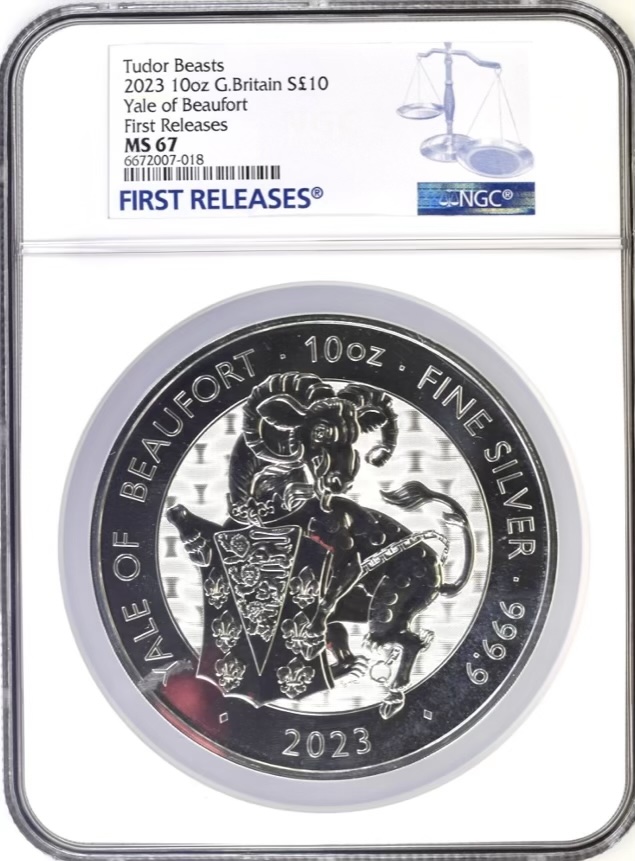 Tudor Beasts
2023 10oz G.Britain S£10
Yale of Beaufort
First Releases
MS 67
6672007-018
FIRST RELEASES®
NGC®
YALE OF BEAUFORT · 10oz · FINE SILVER · 999.9
· 2023 ·